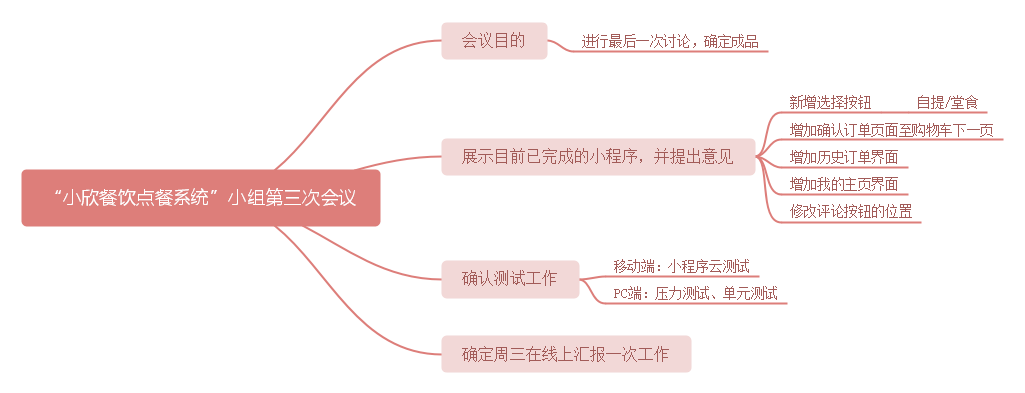 “小欣餐饮点餐系统”小组第三次会议
会议目的
进行最后一次讨论，确定成品
展示目前已完成的小程序，并提出意见
新增选择按钮 自提/堂食
增加确认订单页面至购物车下一页
增加历史订单界面
增加我的主页界面
修改评论按钮的位置
确认测试工作
移动端：小程序云测试
PC端：压力测试、单元测试
确定周三在线上汇报一次工作